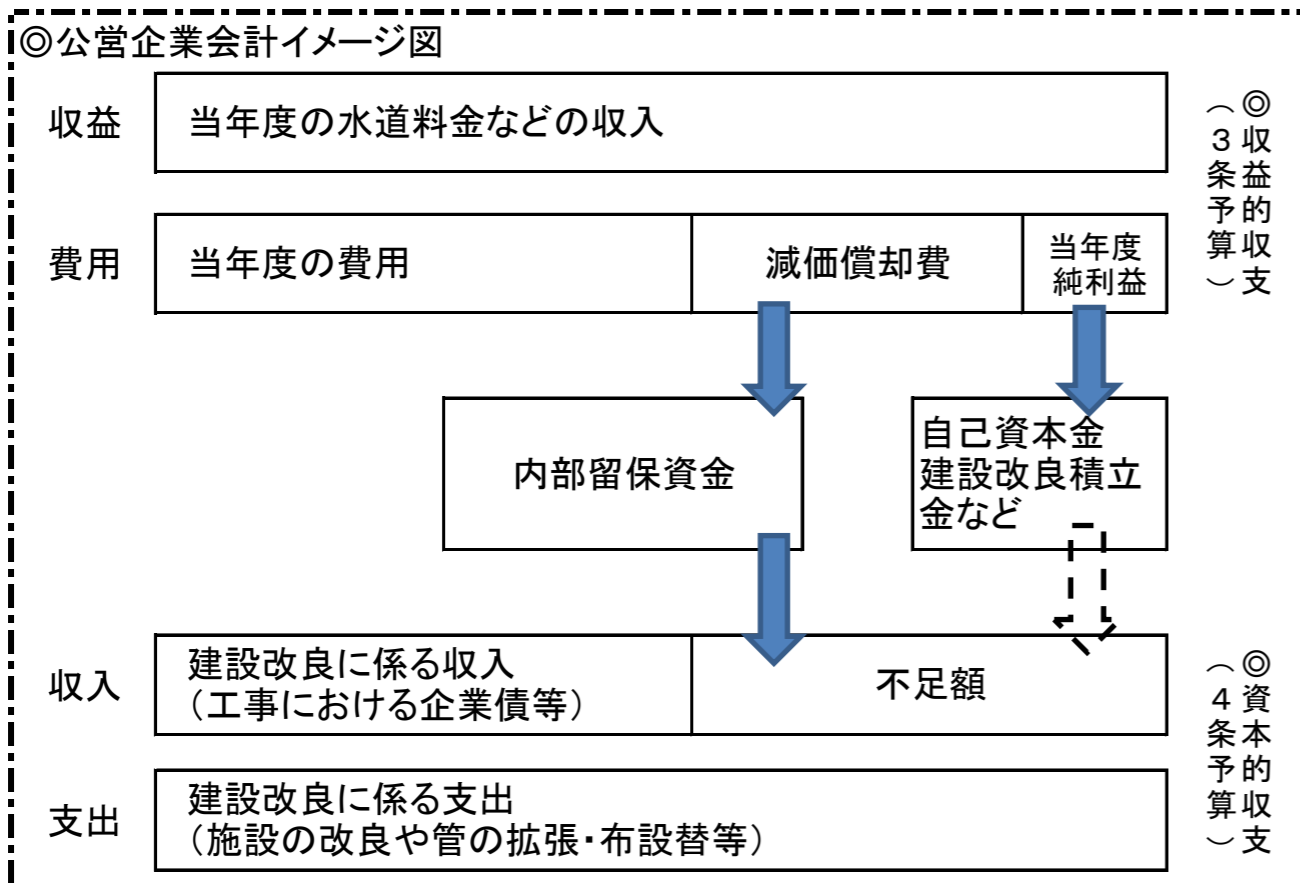 ◎公営企業会計イメージ図
収益
当年度の水道料金などの収入
費用
当年度の費用
減価償却費
当年度
純利益
◎収益的収支
（３条予算）
内部留保資金
自己資本金
建設改良積立
金など
収入
建設改良に係る収入
（工事における企業債等）
不足額
支出
建設改良に係る支出
（施設の改良や管の拡張・布設替等）
◎資本的収支
（４条予算）